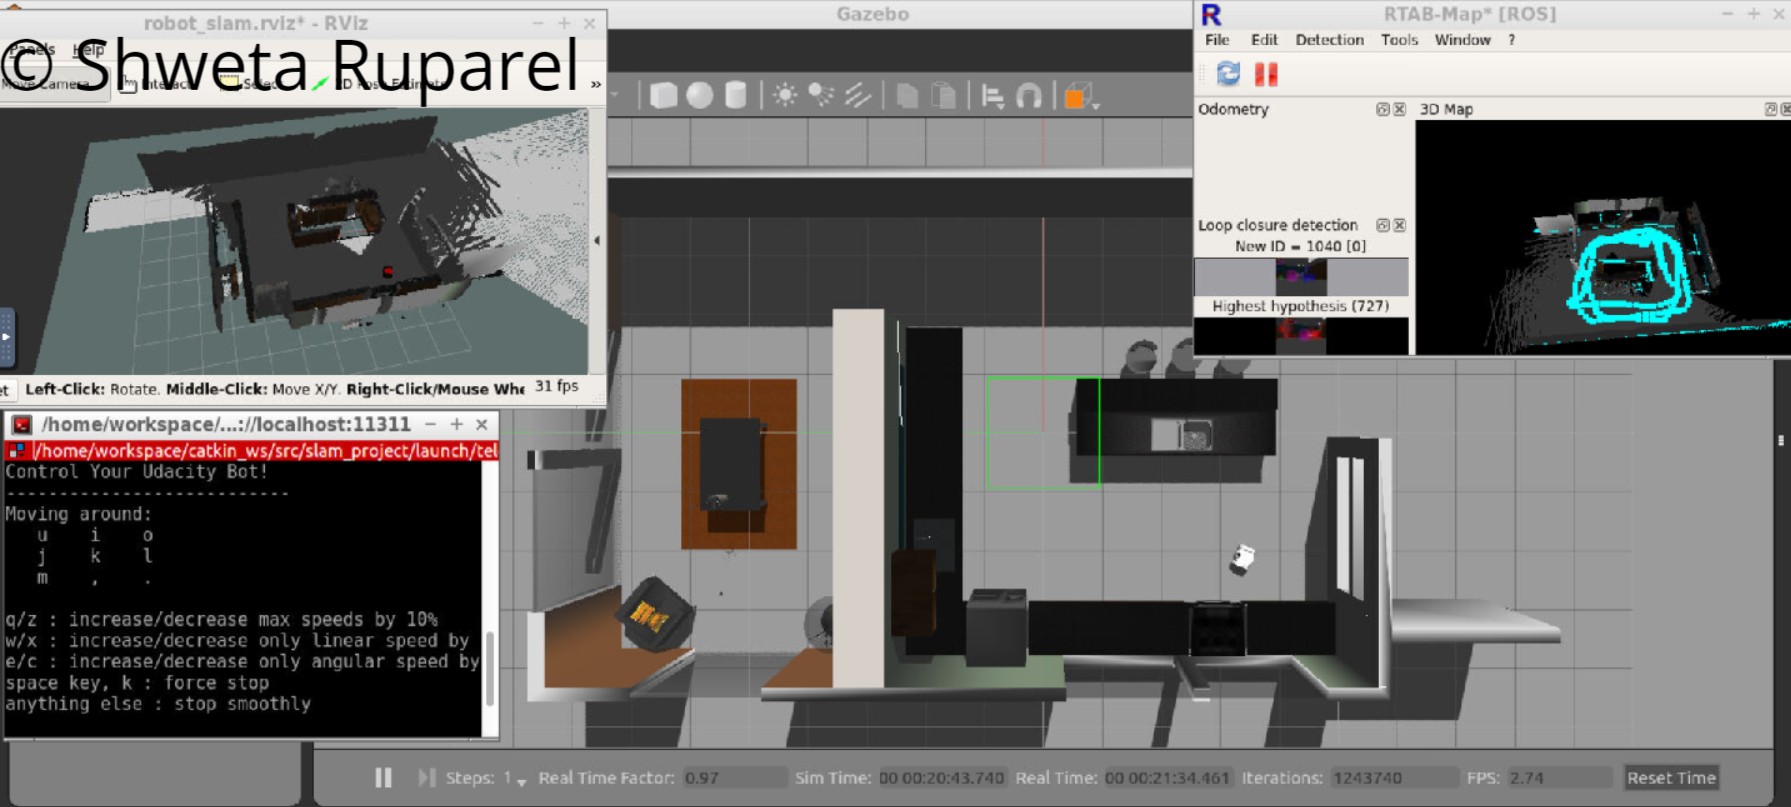 robot_slam.rviz* - RViz
Panels Help
© Shweta Ruparel
Move Camera Interact Select 2D Pose Estimate »
Left-Click: Rotate. Middle-Click: Move X/Y. Right-Click/Mouse Whe 31 fps
/home/workspace/...://localhost:11311
/home/workspace/catkin_ws/src/slam_project/launch/tel
Control Your Udacity Bot!
---------------------------
Moving around:
u i o
j k l
m , .
q/z : increase/decrease max speeds by 10%
w/x : increase/decrease only linear speed by
e/c : increase/decrease only angular speed by
space key, k : force stop
anything else : stop smoothly
Gazebo
Steps: 1 Real Time Factor: 0.97 Sim Time: 00 00:20:43.740 Real Time: 00 00:21:34.461 Iterations: 1243740 FPS: 2.74 Reset Time
RTAB-Map* [ROS]
File Edit Detection Tools Window ?
Odometry
3D Map
Loop closure detection
New ID = 1040 [0]
Highest hypothesis (727)